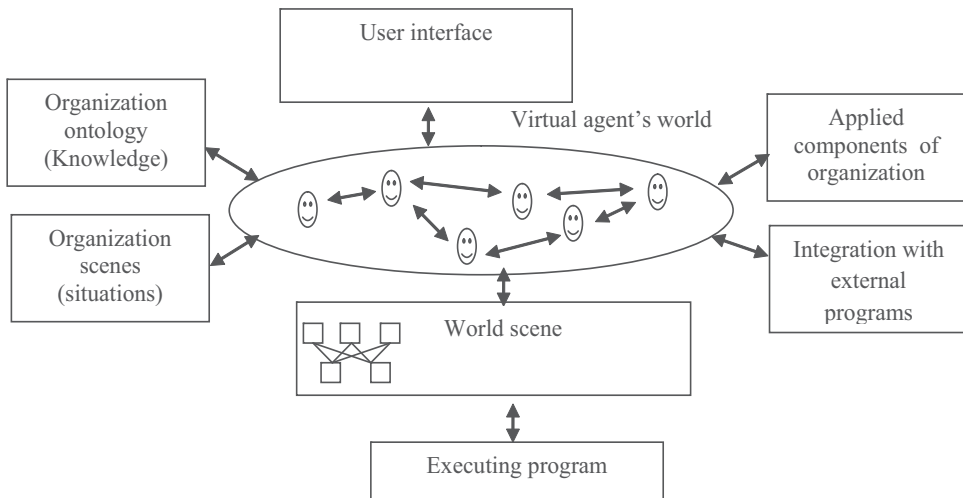 User interface
Virtual agent’s world
Organization
ontology
(Knowledge)
Applied
components of
organization
Organization
scenes
(situations)
Integration with
external
programs
World scene
Executing program